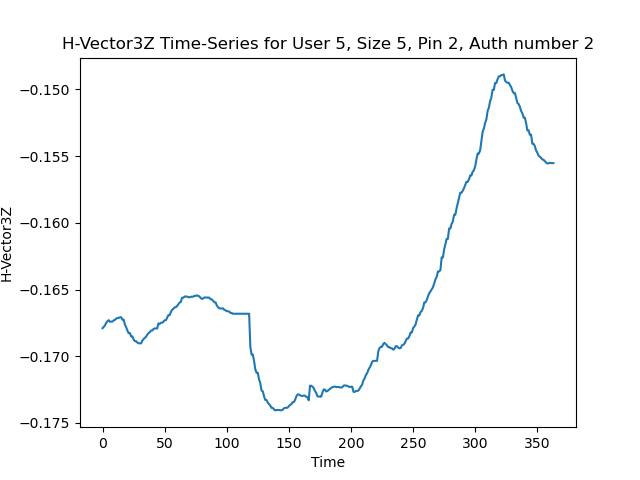 H-Vector3Z Time-Series for User 5, Size 5, Pin 2, Auth number 2
−0.150
−0.155
−0.160
−0.165
−0.170
−0.175
H-Vector3Z
0 50 100 150 200 250 300 350
Time